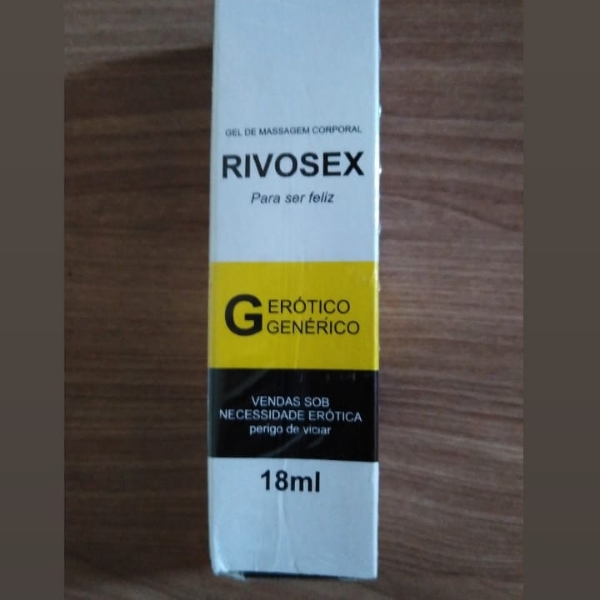 GEL DE MASSAGEM CORPORAL
RIVOSEX
Para ser feliz
G ERÓTICO
GENÉRICO
VENDAS SOB
NECESSIDADE ERÓTICA
perigo de viciar
18ml